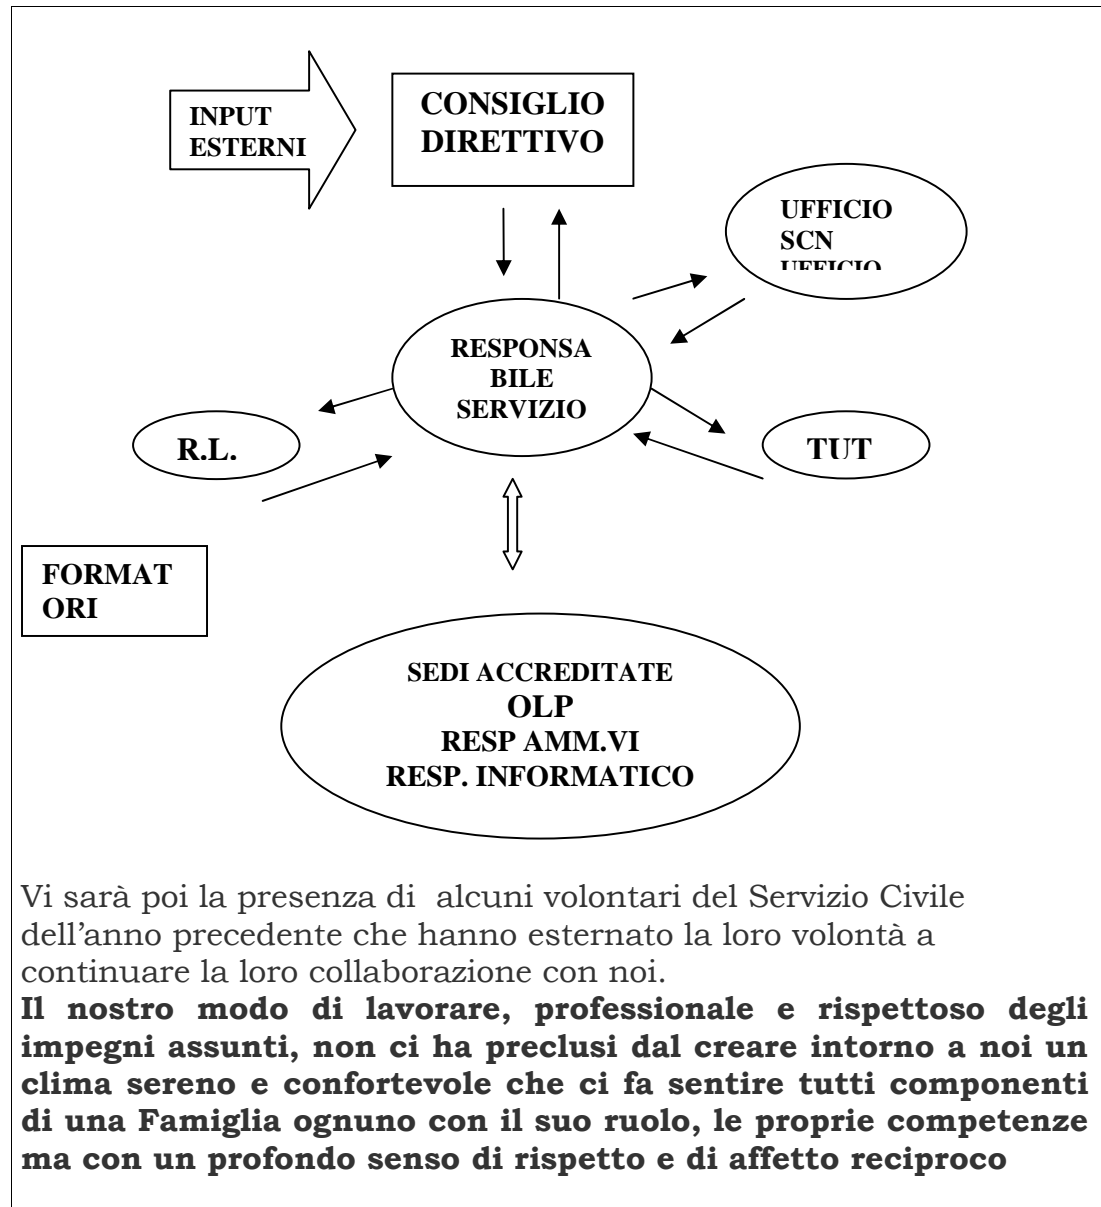 INPUT
ESTERNI
CONSIGLIO
DIRETTIVO
UFFICIO
SCN
UFFICIO
RESPONSA
BILE
SERVIZIO
R.L.
TUT
FORMAT
ORI
SEDI ACCREDITATE
OLP
RESP AMM.VI
RESP. INFORMATICO
Vi sarà poi la presenza di  alcuni volontari del Servizio Civile
dell’anno precedente che hanno esternato la loro volontà a
continuare la loro collaborazione con noi.
Il nostro modo di lavorare, professionale e rispettoso degli
impegni assunti, non ci ha preclusi dal creare intorno a noi un
clima sereno e confortevole che ci fa sentire tutti componenti
di una Famiglia ognuno con il suo ruolo, le proprie competenze
ma con un profondo senso di rispetto e di affetto reciproco